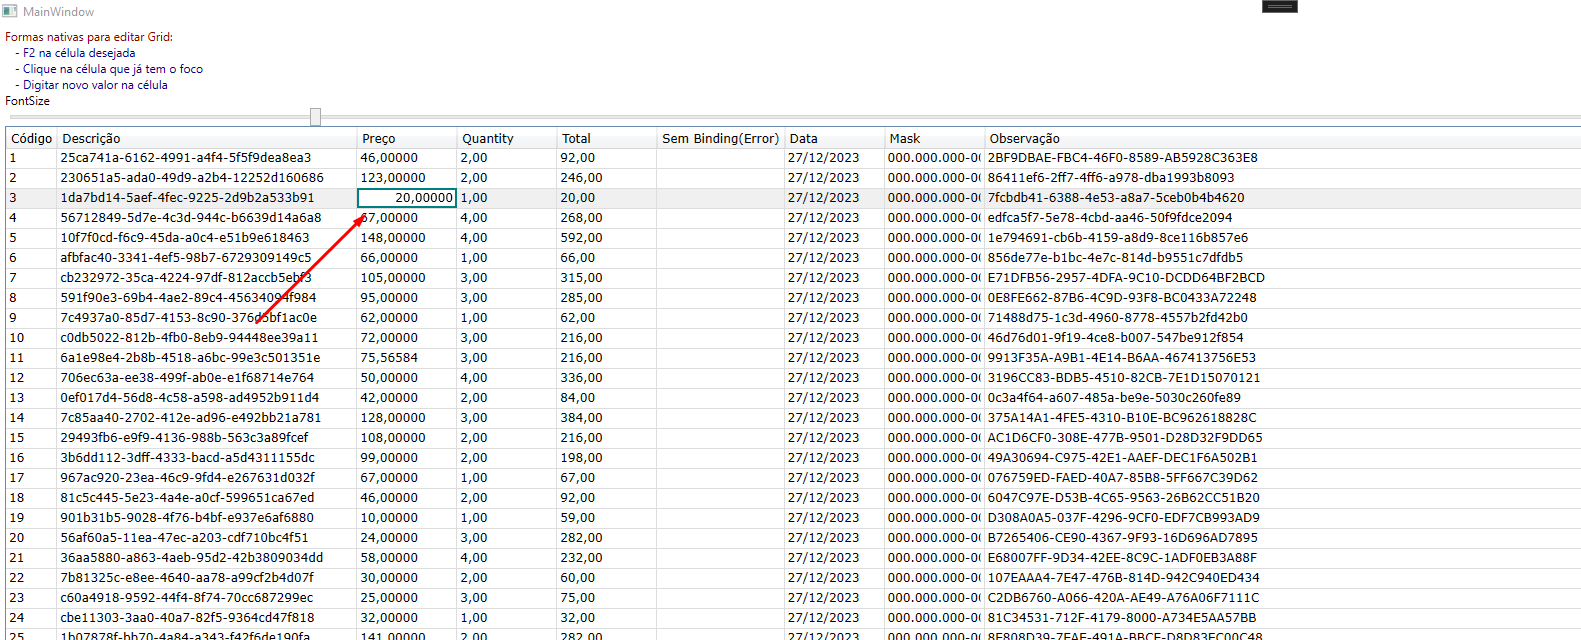 MainWindow
Formas nativas para editar Grid:
- F2 na célula desejada
- Clique na célula que já tem o foco
- Digitar novo valor na célula
FontSize
Código Descrição Preço Quantity Total Sem Binding(Error) Data Mask Observação
1 25ca741a-6162-4991-a4f4-5f5f9dea8ea3 46,00000 2,00 92,00 27/12/2023 000.000.000-00 2BF9DBAE-FBC4-46F0-8589-AB5928C363E8
2 230651a5-ada0-49d9-a2b4-12252d160686 123,00000 2,00 246,00 27/12/2023 000.000.000-00 86411ef6-2ff7-4ff6-a978-dba1993b8093
3 1da7bd14-5aef-4fec-9225-2d9b2a533b91 20,00000 1,00 20,00 27/12/2023 000.000.000-00 7fcbdb41-6388-4e53-a8a7-5ceb0b4b4620
4 56712849-5d7e-4c3d-944c-b6639d14a6a8 67,00000 4,00 268,00 27/12/2023 000.000.000-00 edfca5f7-5e78-4cbd-aa46-50f9fdce2094
5 10f7f0cd-f6c9-45da-a0c4-e51b9e618463 148,00000 4,00 592,00 27/12/2023 000.000.000-00 1e794691-cb6b-4159-a8d9-8ce116b857e6
6 afbfac40-3341-4ef5-98b7-6729309149c5 66,00000 1,00 66,00 27/12/2023 000.000.000-00 856de77e-b1bc-4e7c-814d-b9551c7dfdb5
7 cb232972-35ca-4224-97df-812accb5ebf3 105,00000 3,00 315,00 27/12/2023 000.000.000-00 E71DFB56-2957-4DFA-9C10-DCDD64BF2BCD
8 591f90e3-69b4-4ae2-89c4-45634094f984 95,00000 3,00 285,00 27/12/2023 000.000.000-00 0E8FE662-87B6-4C9D-93F8-BC0433A72248
9 7c4937a0-85d7-4153-8c90-376d5bf1ac0e 62,00000 1,00 62,00 27/12/2023 000.000.000-00 71488d75-1c3d-4960-8778-4557b2fd42b0
10 c0db5022-812b-4fb0-8eb9-94448ee39a11 72,00000 3,00 216,00 27/12/2023 000.000.000-00 46d76d01-9f19-4ce8-b007-547be912f854
11 6a1e98e4-2b8b-4518-a6bc-99e3c501351e 75,56584 3,00 216,00 27/12/2023 000.000.000-00 9913F35A-A9B1-4E14-B6AA-467413756E53
12 706ec63a-ee38-499f-ab0e-e1f68714e764 50,00000 4,00 336,00 27/12/2023 000.000.000-00 3196CC83-BDB5-4510-82CB-7E1D15070121
13 0ef017d4-56d8-4c58-a598-ad4952b911d4 42,00000 2,00 84,00 27/12/2023 000.000.000-00 0c3a4f64-a607-485a-be9e-5030c260fe89
14 7c85aa40-2702-412e-ad96-e492bb21a781 128,00000 3,00 384,00 27/12/2023 000.000.000-00 375A14A1-4FE5-4310-B10E-BC962618828C
15 29493fb6-e9f9-4136-988b-563c3a89fcef 108,00000 2,00 216,00 27/12/2023 000.000.000-00 AC1D6CF0-308E-477B-9501-D28D32F9DD65
16 3b6dd112-3dff-4333-bacd-a5d4311155dc 99,00000 2,00 198,00 27/12/2023 000.000.000-00 49A30694-C975-42E1-AAEF-DEC1F6A502B1
17 967ac920-23ea-46c9-9fd4-e267631d032f 67,00000 1,00 67,00 27/12/2023 000.000.000-00 076759ED-FAED-40A7-85B8-5FF667C39D62
18 81c5c445-5e23-4a4e-a0cf-599651ca67ed 46,00000 2,00 92,00 27/12/2023 000.000.000-00 6047C97E-D53B-4C65-9563-26B62CC51B20
19 901b31b5-9028-4f76-b4bf-e937e6af6880 10,00000 1,00 59,00 27/12/2023 000.000.000-00 D308A0A5-037F-4296-9CF0-EDF7CB993AD9
20 56af60a5-11ea-47ec-a203-cdf710bc4f51 24,00000 3,00 282,00 27/12/2023 000.000.000-00 B7265406-CE90-4367-9F93-16D696AD7895
21 36aa5880-a863-4aeb-95d2-42b3809034dd 58,00000 4,00 232,00 27/12/2023 000.000.000-00 E68007FF-9D34-42EE-8C9C-1ADF0EB3A88F
22 7b81325c-e8ee-4640-aa78-a99cf2b4d07f 30,00000 2,00 60,00 27/12/2023 000.000.000-00 107EAAA4-7E47-476B-814D-942C940ED434
23 c60a4918-9592-44f4-8f74-70cc687299ec 25,00000 3,00 75,00 27/12/2023 000.000.000-00 C2DB6760-A066-420A-AE49-A76A06F7111C
24 cbe11303-3aa0-40a7-82f5-9364cd47f818 32,00000 1,00 32,00 27/12/2023 000.000.000-00 81C34531-712F-4179-8000-A734E5AA57BB
25 1b07878f-bb70-4a84-a343-f42f6de190fa 141,00000 2,00 282,00 27/12/2023 000.000.000-00 8E808D39-7FAF-491A-BBCF-D8D83FC00C48